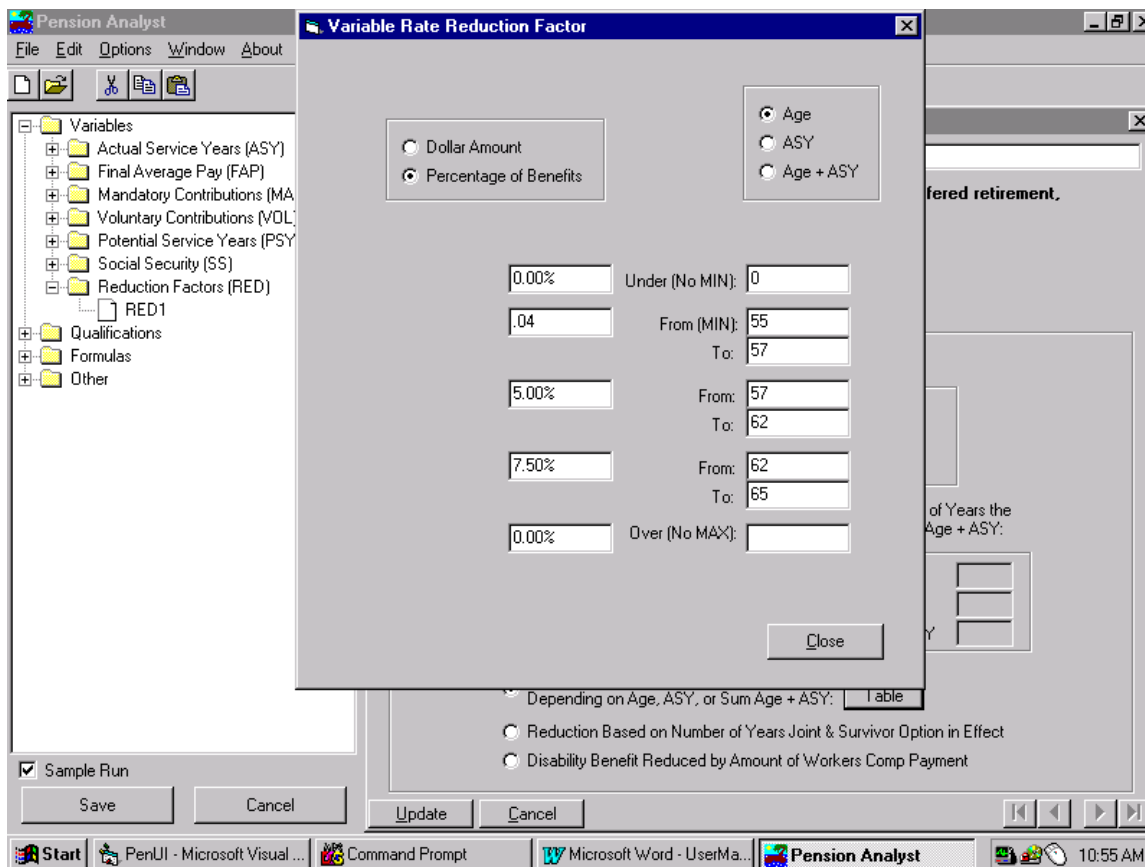 Pension Analyst
File Edit Options Window About
Variables
Actual Service Years (ASY)
Final Average Pay (FAP)
Mandatory Contributions (MA
Voluntary Contributions (VOL)
Potential Service Years (PSY
Social Security (SS)
Reduction Factors (RED)
RED1
Qualifications
Formulas
Other
Sample Run
Save Cancel
Variable Rate Reduction Factor
Dollar Amount
Percentage of Benefits
Age
ASY
Age + ASY
0.00% Under (No MIN): 0
.04 From (MIN): 55
To: 57
5.00% From: 57
To: 62
7.50% From: 62
To: 65
0.00% Over (No MAX):
Close
fered retirement,
of Years the
Age + ASY:
Y
Depending on Age, ASY, or Sum Age + ASY: Table
Reduction Based on Number of Years Joint & Survivor Option in Effect
Disability Benefit Reduced by Amount of Workers Comp Payment
Update Cancel
Start PenUI - Microsoft Visual ... Command Prompt Microsoft Word - UserMa... Pension Analyst 10:55 AM